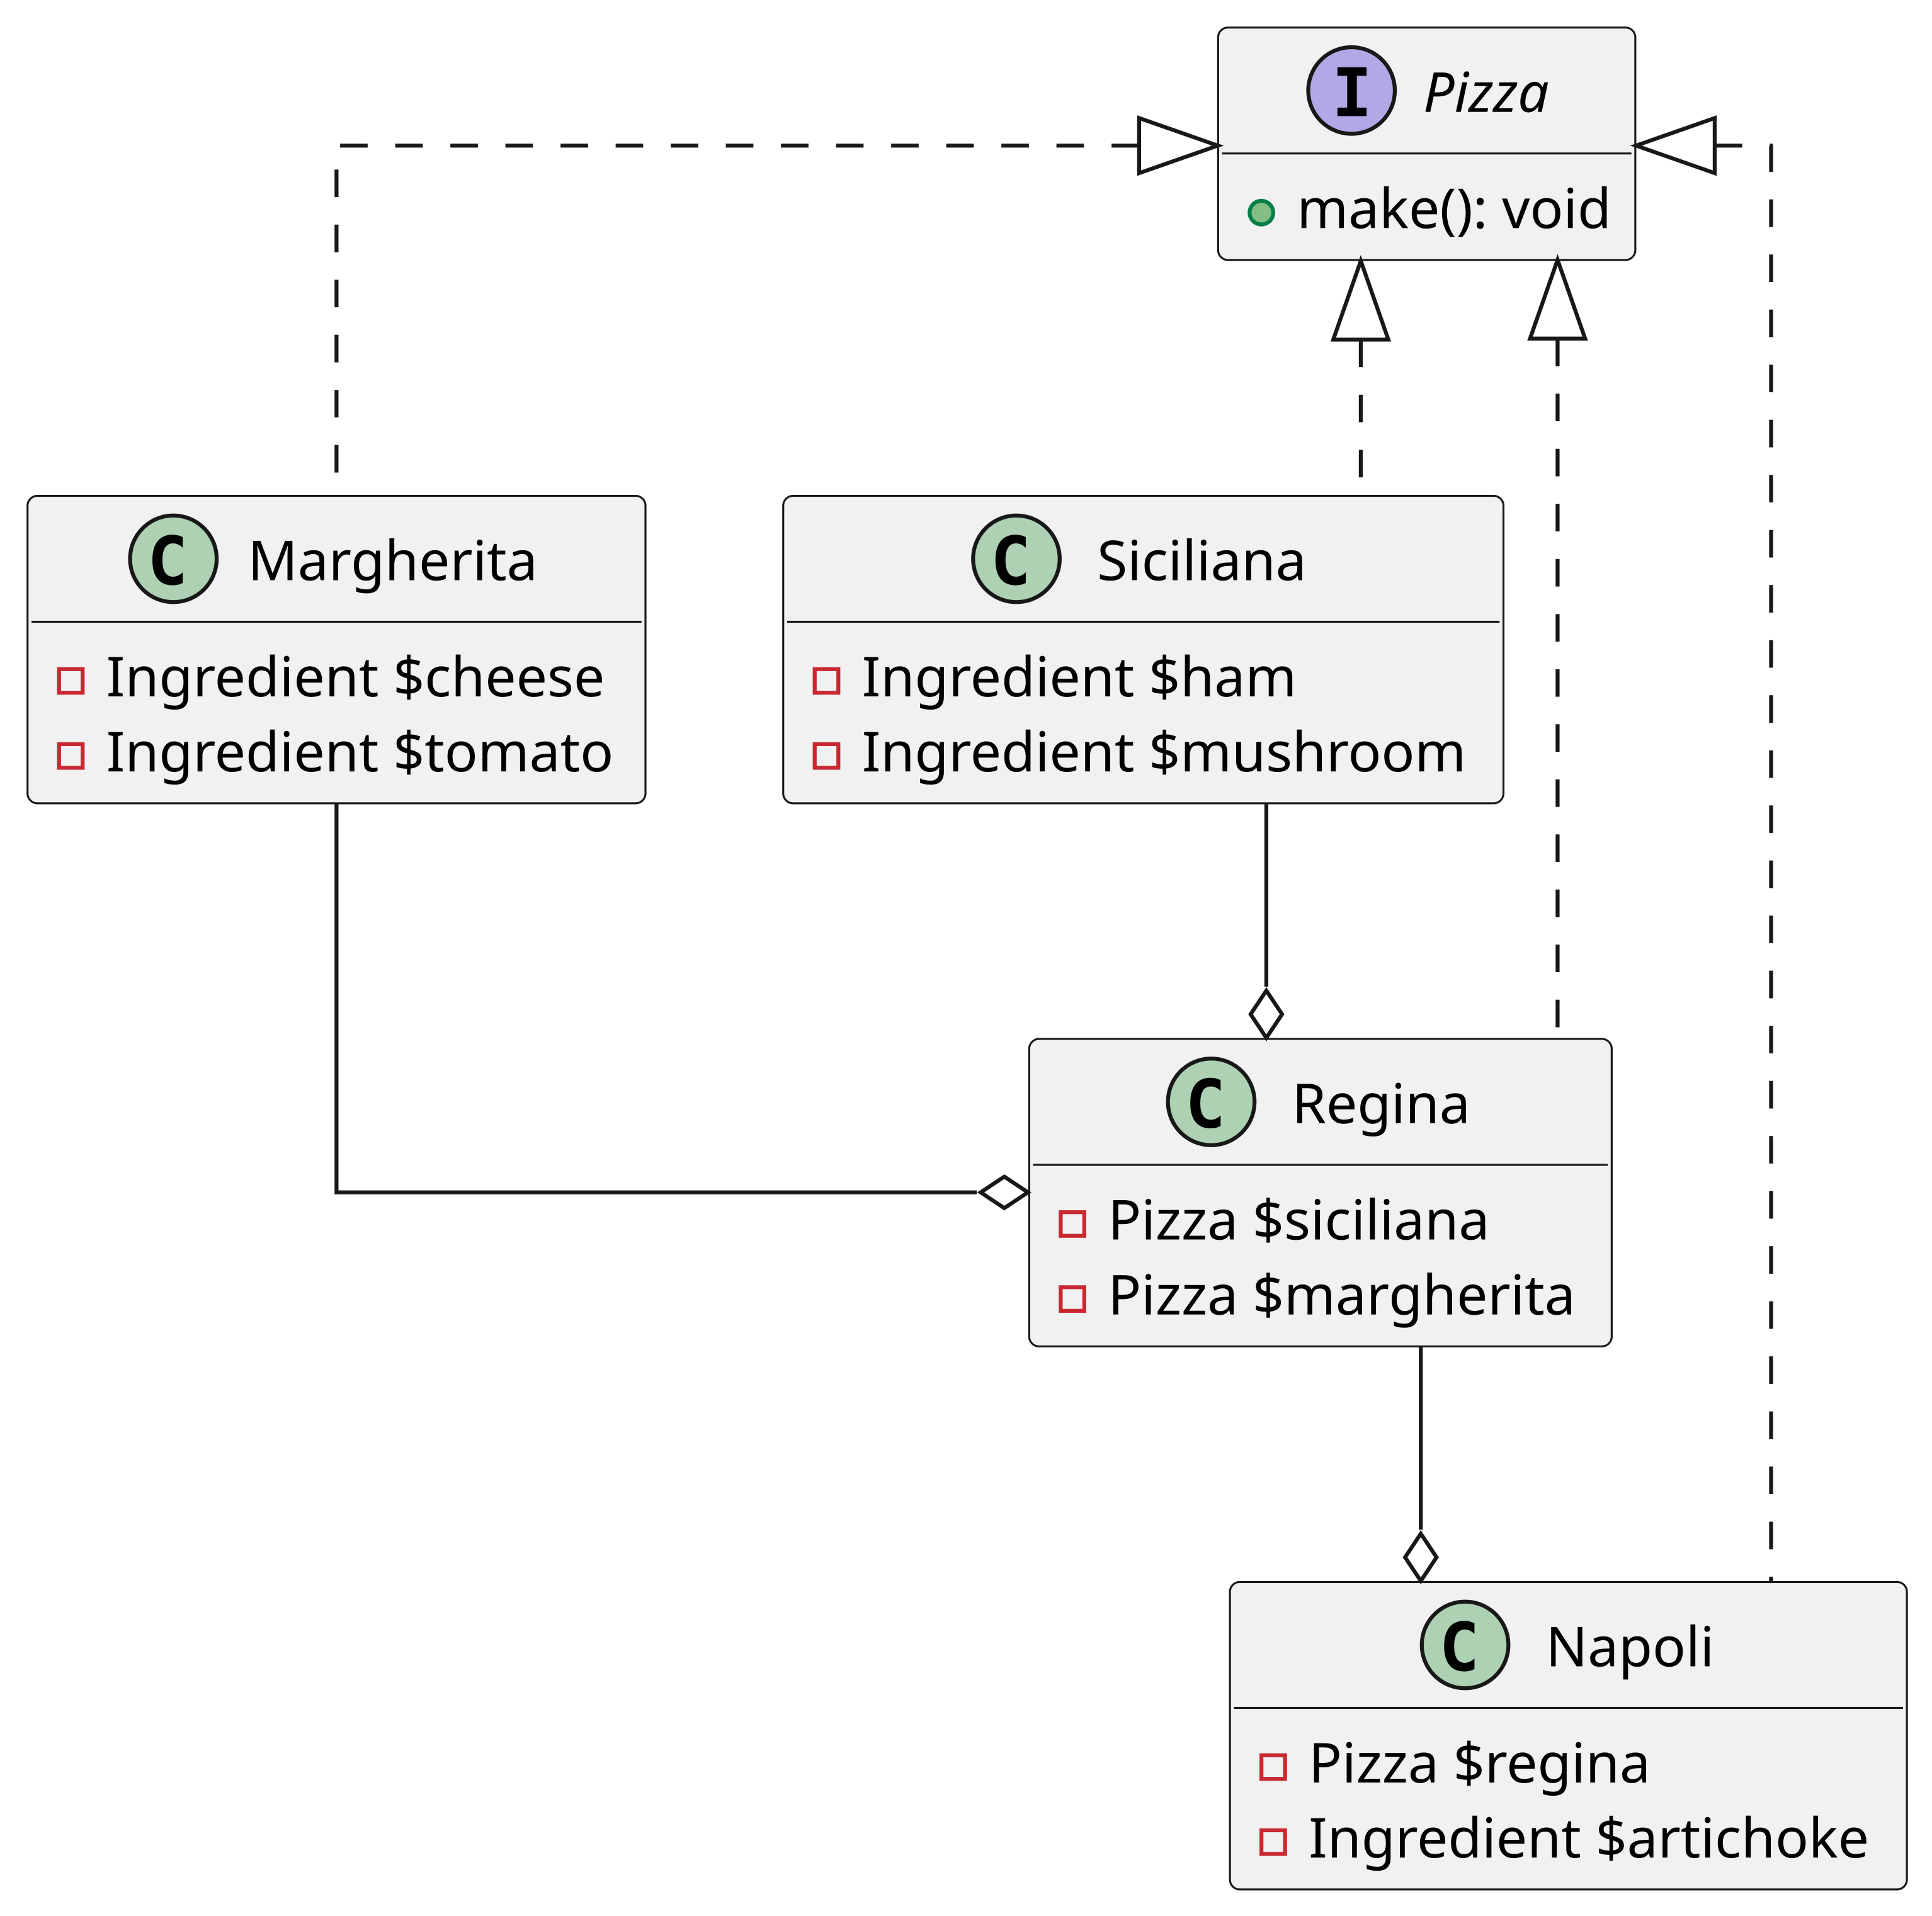 I Pizza
make(): void
C Margherita
Ingredient $cheese
Ingredient $tomato
C Siciliana
Ingredient $ham
Ingredient $mushroom
C Regina
Pizza $siciliana
Pizza $margherita
C Napoli
Pizza $regina
Ingredient $artichoke